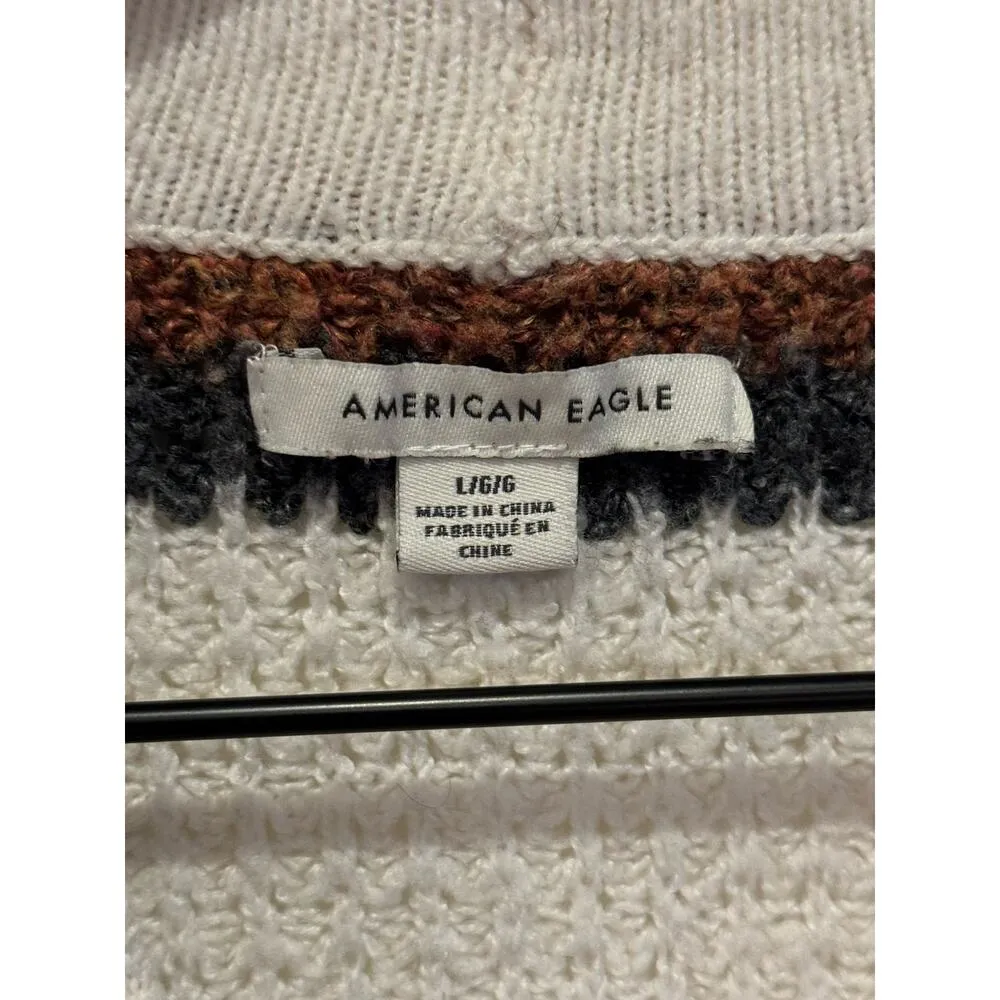 AMERICAN EAGLE
L/G/G
MADE IN CHINA
FABRIQUÉ EN
CHINE